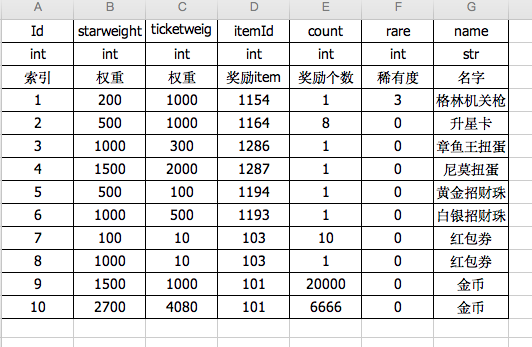 A B C D E F G
Id starweight ticketweig itemId count rare name
int int int int int int str
索引 权重 权重 奖励item 奖励个数 稀有度 名字
1 200 1000 1154 1 3 格林机关枪
2 500 1000 1164 8 0 升星卡
3 1000 300 1286 1 0 章鱼王扭蛋
4 1500 2000 1287 1 0 尼莫扭蛋
5 500 100 1194 1 0 黄金招财珠
6 1000 500 1193 1 0 白银招财珠
7 100 10 103 10 0 红包券
8 1000 10 103 1 0 红包券
9 1500 1000 101 20000 0 金币
10 2700 4080 101 6666 0 金币